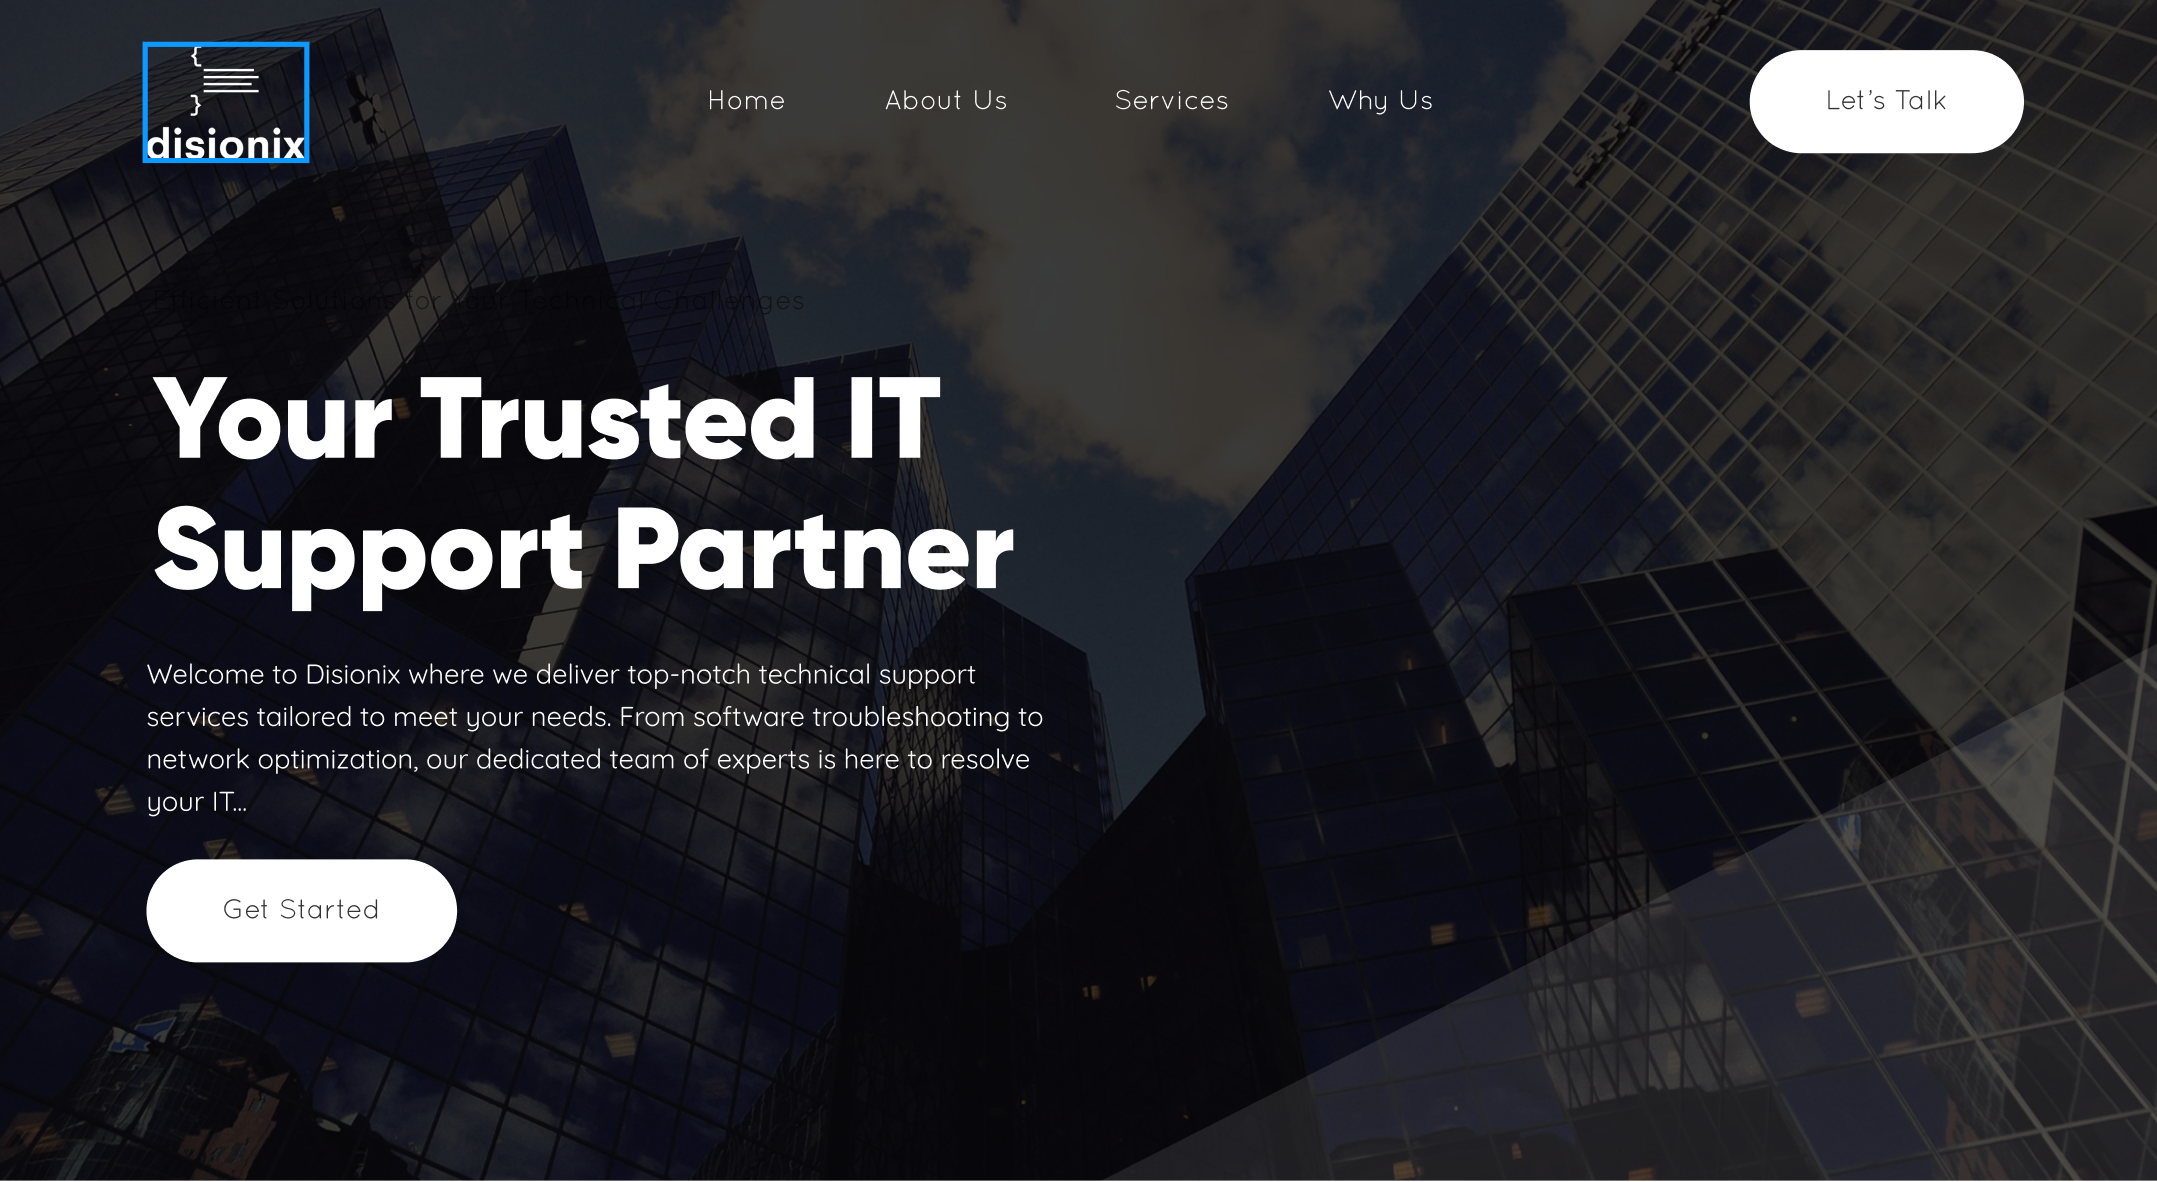 {
}
disionix
Home
About Us
Services
Why Us
Let's Talk
Efficient Solutions for Your Technical Challenges
Your Trusted IT
Support Partner
Welcome to Disionix where we deliver top-notch technical support
services tailored to meet your needs. From software troubleshooting to
network optimization, our dedicated team of experts is here to resolve
your IT...
Get Started